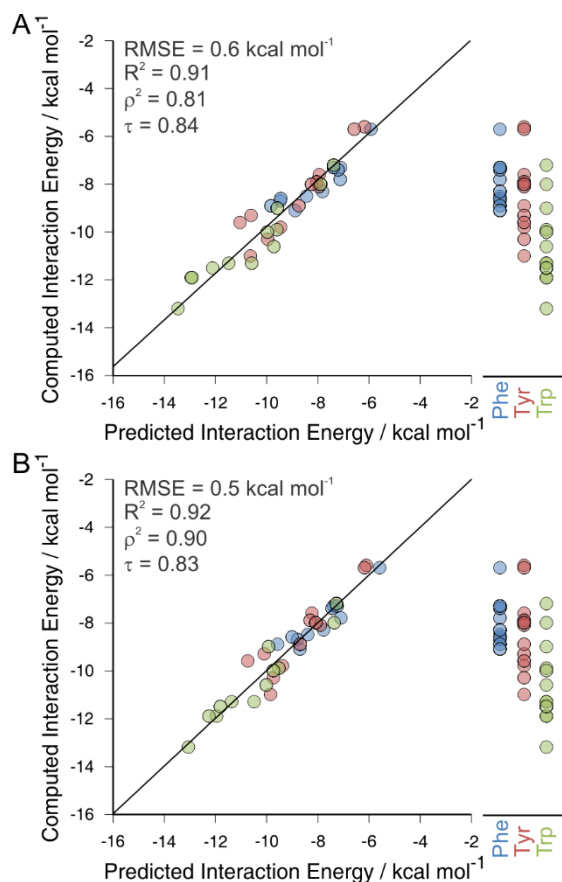 A
RMSE = 0.6 kcal mol⁻¹
R² = 0.91
ρ² = 0.81
τ = 0.84
Computed Interaction Energy / kcal mol⁻¹
-2
-4
-6
-8
-10
-12
-14
-16
-16 -14 -12 -10 -8 -6 -4 -2
Predicted Interaction Energy / kcal mol⁻¹
Phe
Tyr
Trp
B
RMSE = 0.5 kcal mol⁻¹
R² = 0.92
ρ² = 0.90
τ = 0.83
Computed Interaction Energy / kcal mol⁻¹
-2
-4
-6
-8
-10
-12
-14
-16
-16 -14 -12 -10 -8 -6 -4 -2
Predicted Interaction Energy / kcal mol⁻¹
Phe
Tyr
Trp